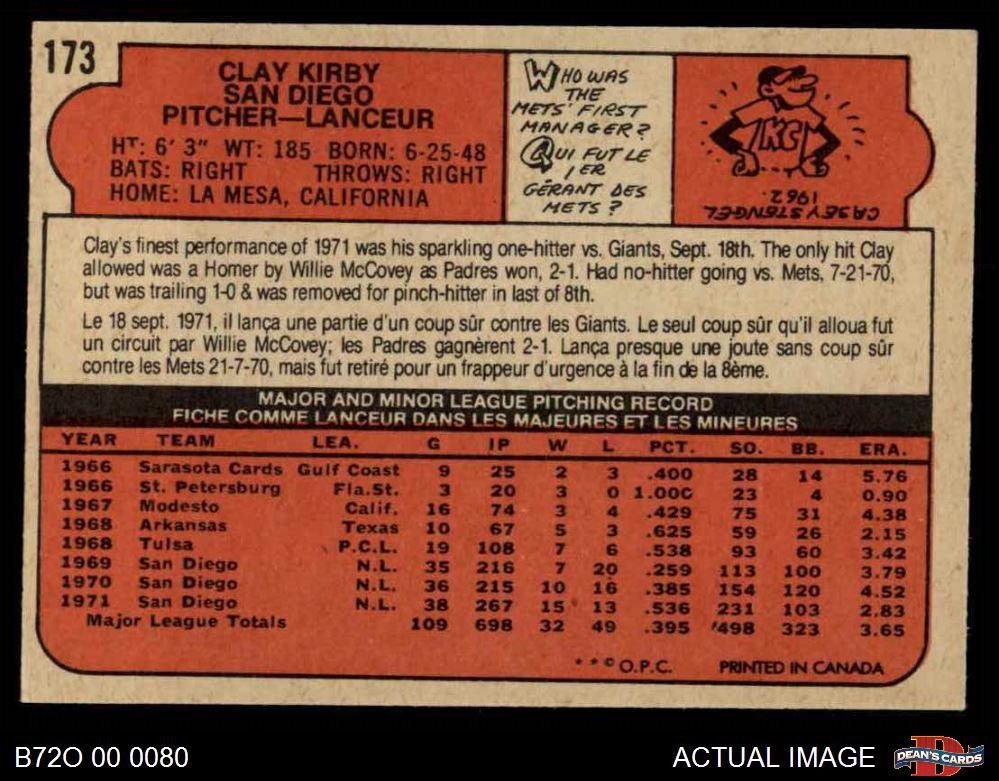 173
CLAY KIRBY
SAN DIEGO
PITCHER—LANCEUR
HT: 6' 3" WT: 185 BORN: 6-25-48
BATS: RIGHT THROWS: RIGHT
HOME: LA MESA, CALIFORNIA
WHO WAS
THE
METS' FIRST
MANAGER?
QUI FUT LE
1ER
GÉRANT DES
METS?
KC
CASEY STENGEL
1962
Clay's finest performance of 1971 was his sparkling one-hitter vs. Giants, Sept. 18th. The only hit Clay
allowed was a Homer by Willie McCovey as Padres won, 2-1. Had no-hitter going vs. Mets, 7-21-70,
but was trailing 1-0 & was removed for pinch-hitter in last of 8th.
Le 18 sept. 1971, il lança une partie d'un coup sûr contre les Giants. Le seul coup sûr qu'il alloua fut
un circuit par Willie McCovey; les Padres gagnèrent 2-1. Lança presque une joute sans coup sûr
contre les Mets 21-7-70, mais fut retiré pour un frappeur d'urgence à la fin de la 8ème.
MAJOR AND MINOR LEAGUE PITCHING RECORD
FICHE COMME LANCEUR DANS LES MAJEURES ET LES MINEURES
YEAR TEAM LEA. G IP W L PCT. SO. BB. ERA.
1966 Sarasota Cards Gulf Coast 9 25 2 3 .400 28 14 5.76
1966 St. Petersburg Fla.St. 3 20 3 0 1.000 23 4 0.90
1967 Modesto Calif. 16 74 3 4 .429 75 31 4.38
1968 Arkansas Texas 10 67 5 3 .625 59 26 2.15
1968 Tulsa P.C.L. 19 108 7 6 .538 93 60 3.42
1969 San Diego N.L. 35 216 7 20 .259 113 100 3.79
1970 San Diego N.L. 36 215 10 16 .385 154 120 4.52
1971 San Diego N.L. 38 267 15 13 .536 231 103 2.83
Major League Totals 109 698 32 49 .395 498 323 3.65
**©O.P.C. PRINTED IN CANADA
B72O 00 0080
ACTUAL IMAGE
D
DEAN'S CARDS